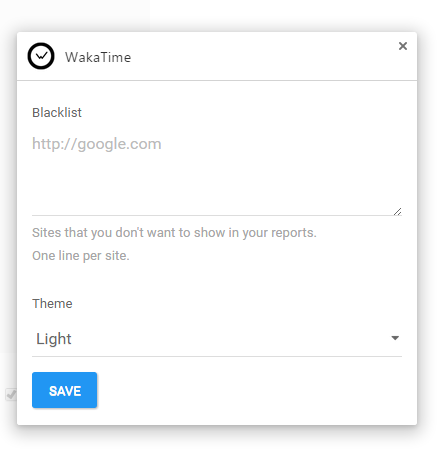 WakaTime
Blacklist
http://google.com
Sites that you don't want to show in your reports.
One line per site.
Theme
Light
SAVE